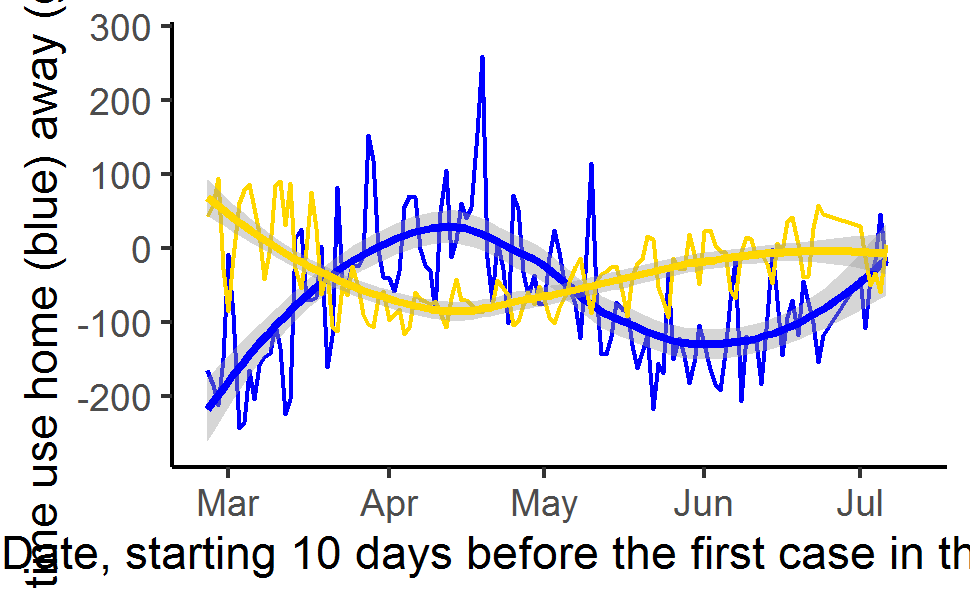 300
200
100
0
-100
-200
time use home (blue) away (
Mar Apr May Jun Jul
Date, starting 10 days before the first case in th